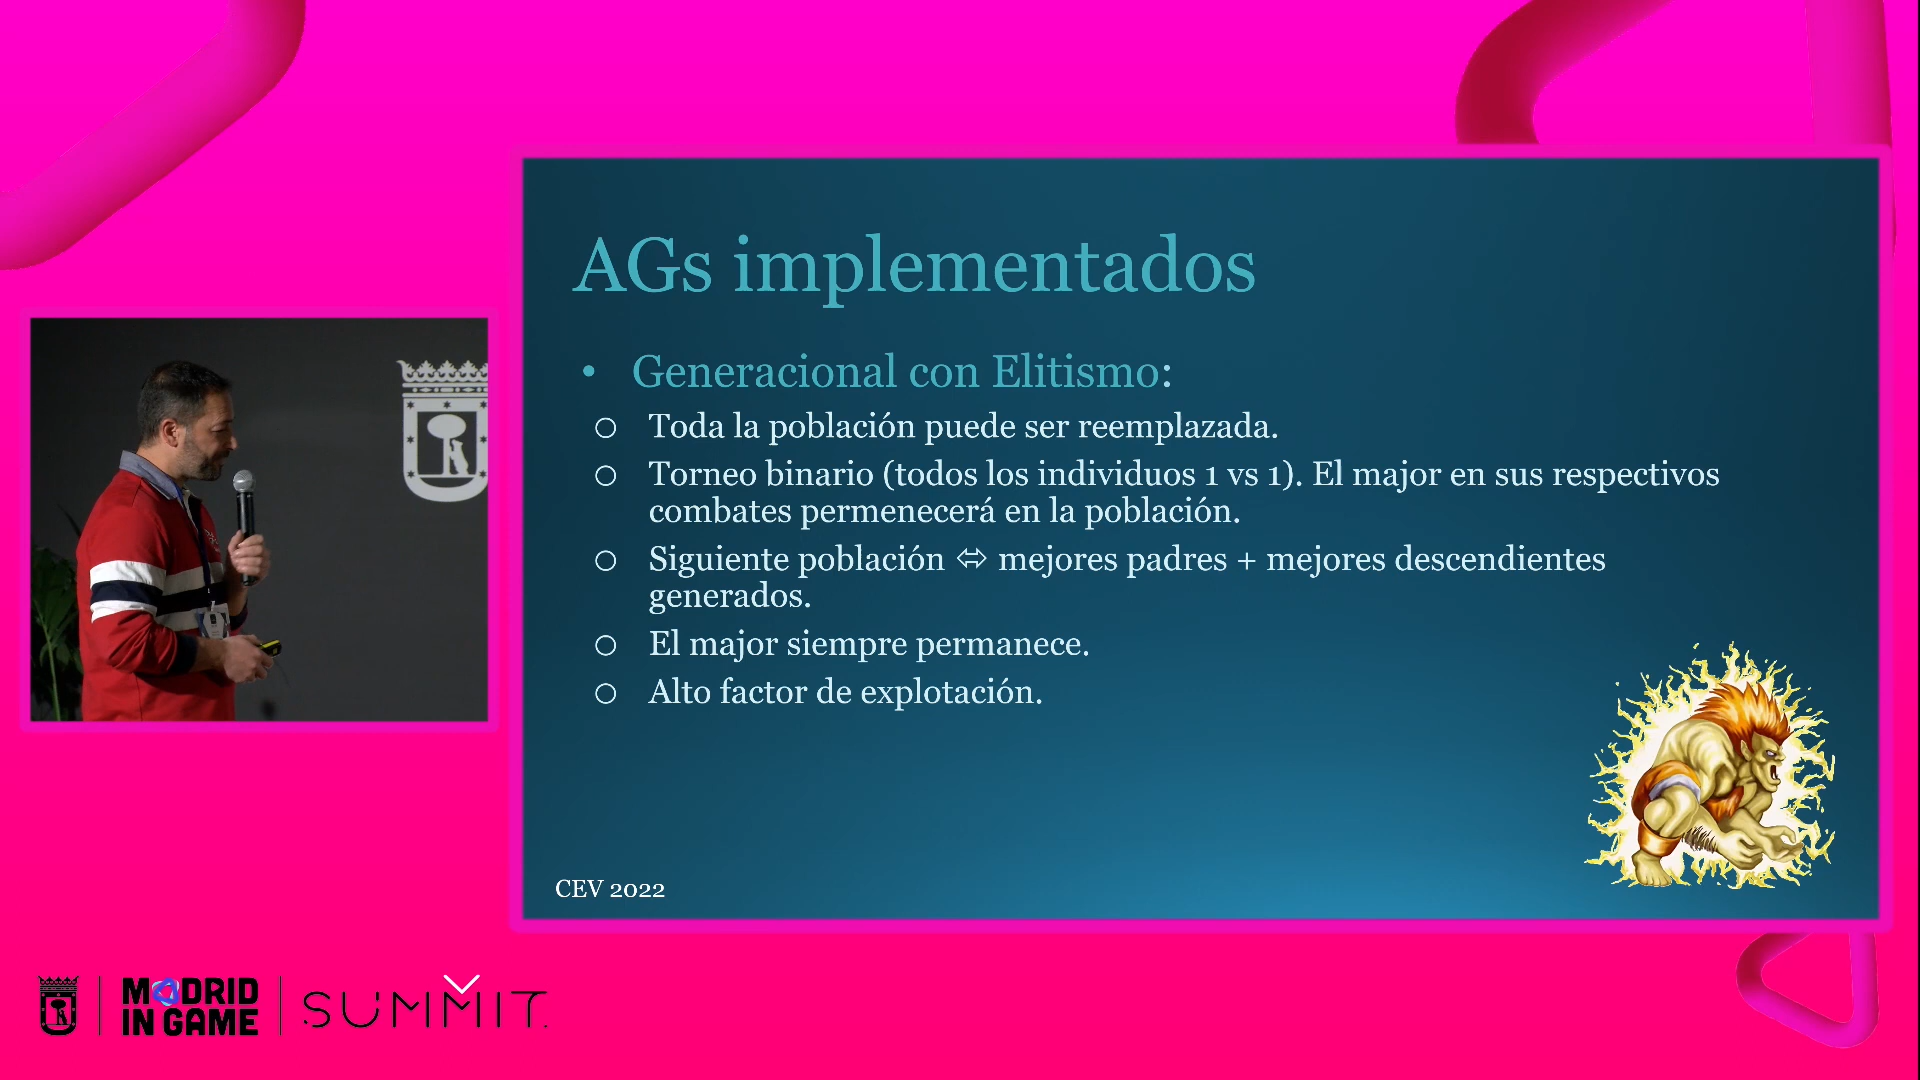 AGs implementados
• Generacional con Elitismo:
○ Toda la población puede ser reemplazada.
○ Torneo binario (todos los individuos 1 vs 1). El major en sus respectivos
combates permenecerá en la población.
○ Siguiente población ⬄ mejores padres + mejores descendientes
generados.
○ El major siempre permanece.
○ Alto factor de explotación.
CEV 2022
MADRID
IN GAME
SUMMIT